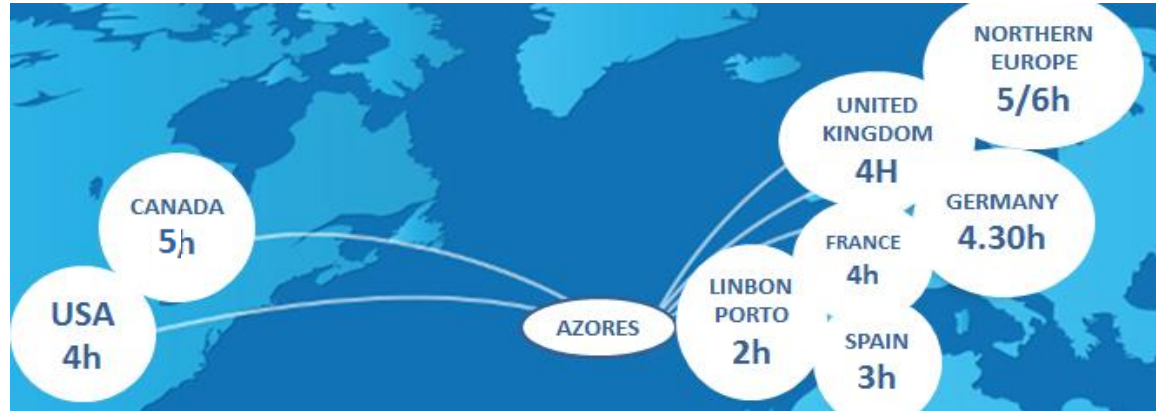 NORTHERN
EUROPE
5/6h
UNITED
KINGDOM
4H
CANADA
5h
GERMANY
4.30h
FRANCE
4h
LINBON
PORTO
2h
USA
4h
AZORES
SPAIN
3h